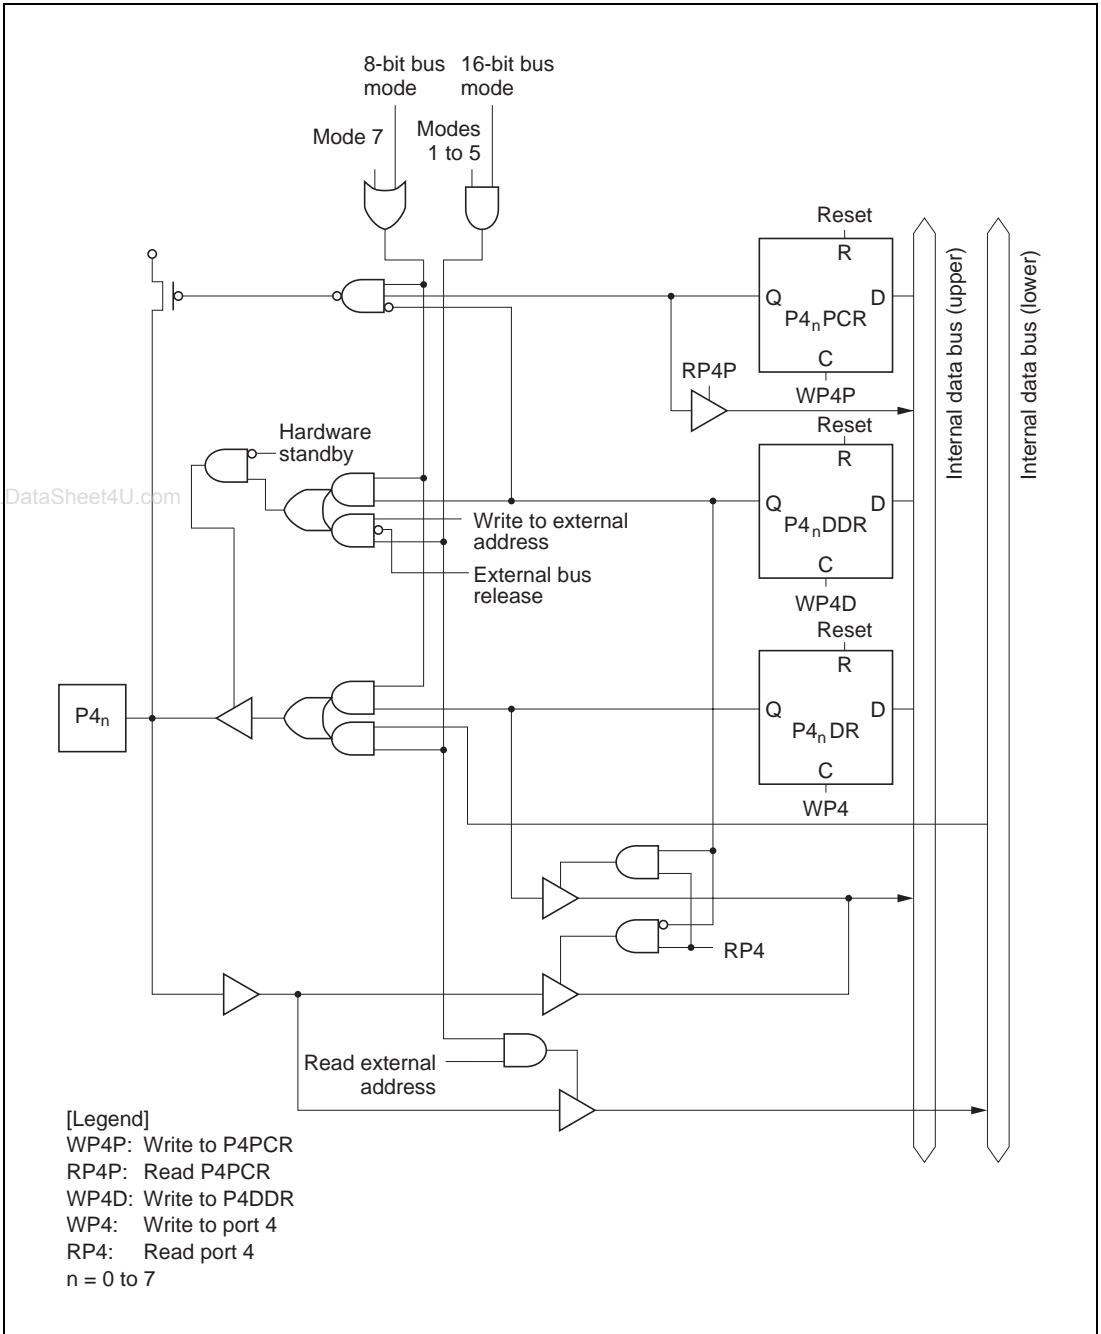 8-bit bus
mode
16-bit bus
mode
Mode 7
Modes
1 to 5
Reset
R
Q
D
P4nPCR
C
WP4P
RP4P
Internal data bus (upper)
Internal data bus (lower)
Hardware
standby
.DataSheet4U.com
Write to external
address
External bus
release
Reset
R
Q
D
P4nDDR
C
WP4D
Reset
R
Q
D
P4nDR
C
WP4
P4n
RP4
Read external
address
[Legend]
WP4P: Write to P4PCR
RP4P: Read P4PCR
WP4D: Write to P4DDR
WP4: Write to port 4
RP4: Read port 4
n = 0 to 7